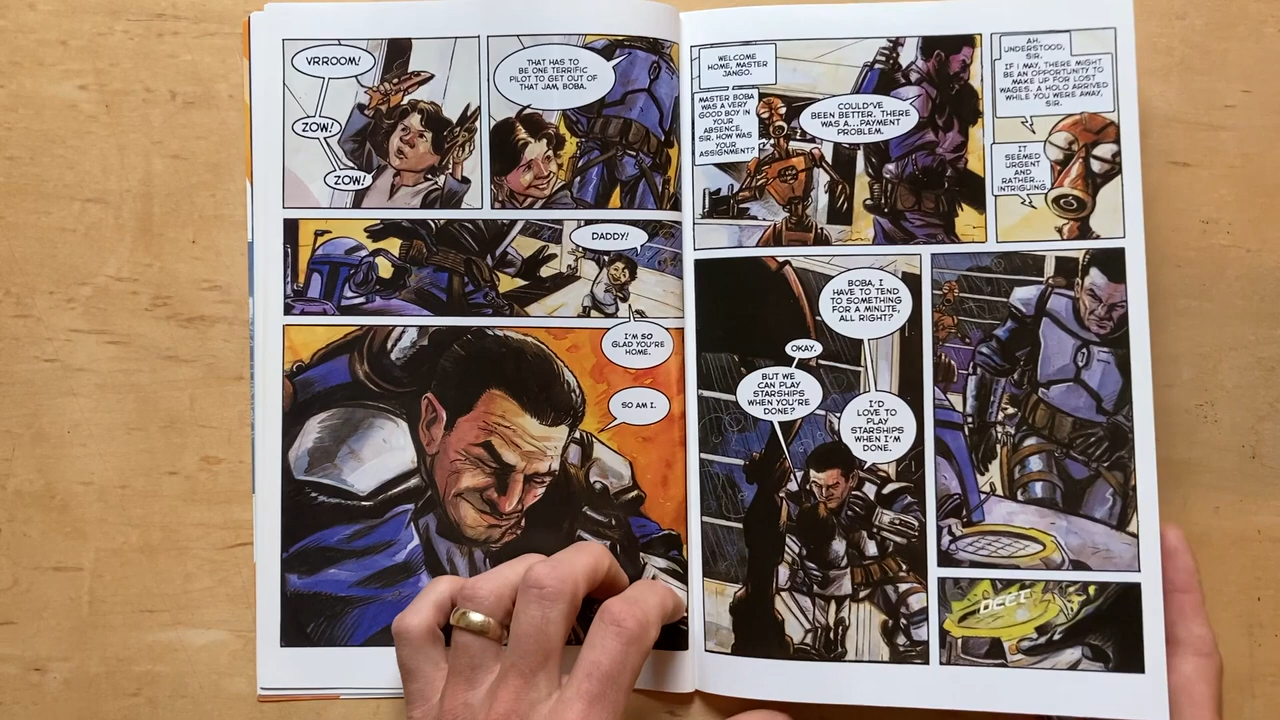 VRROOM!
ZOW!
ZOW!
THAT HAS TO
BE ONE TERRIFIC
PILOT TO GET OUT OF
THAT JAM, BOBA.
DADDY!
I'M SO
GLAD YOU'RE
HOME.
SO AM I.
WELCOME
HOME, MASTER
JANGO.
MASTER BOBA
WAS A VERY
GOOD BOY IN
YOUR
ABSENCE,
SIR. HOW WAS
YOUR
ASSIGNMENT?
COULD'VE
BEEN BETTER. THERE
WAS A...PAYMENT
PROBLEM.
AH.
UNDERSTOOD,
SIR.
IF I MAY, THERE MIGHT
BE AN OPPORTUNITY TO
MAKE UP FOR LOST
WAGES. A HOLO ARRIVED
WHILE YOU WERE AWAY,
SIR.
IT
SEEMED
URGENT
AND
RATHER...
INTRIGUING.
BOBA, I
HAVE TO TEND
TO SOMETHING
FOR A MINUTE,
ALL RIGHT?
OKAY.
BUT WE
CAN PLAY
STARSHIPS
WHEN YOU'RE
DONE?
I'D
LOVE TO
PLAY
STARSHIPS
WHEN I'M
DONE.
DEET